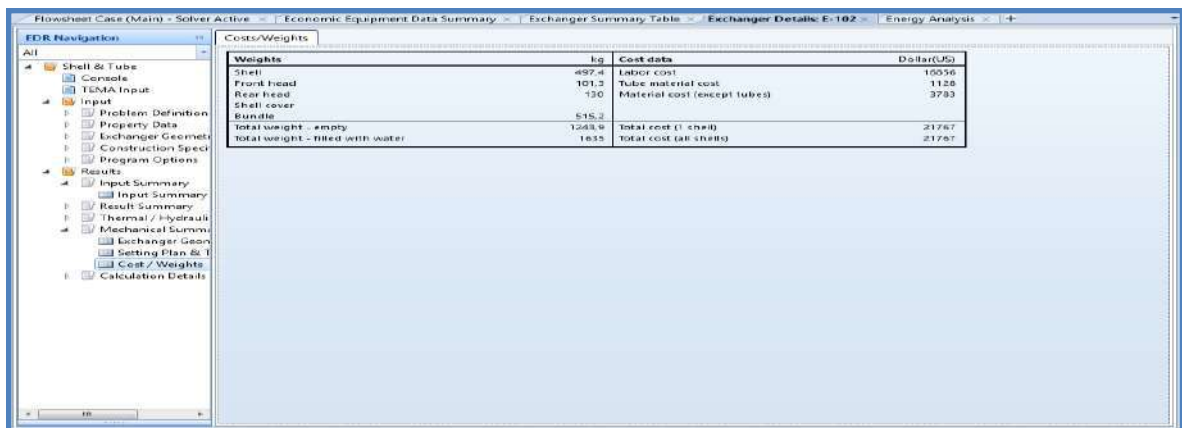 Flowsheet Case (Main) - Solver Active Economic Equipment Data Summary Exchanger Summary Table Exchanger Details: E-102 Energy Analysis
EDR Navigation Costs/Weights
All
Weights kg Cost data Dollar(US)
Shell & Tube
Shell 497,4 Labor cost 16856
Console
Front head 101,3 Tube material cost 1128
TEMA Input
Rear head 130 Material cost (except tubes) 3783
Input
Shell cover
Problem Definition
Bundle 515,2
Property Data
Total weight - empty 1243,9 Total cost (1 shell) 21767
Exchanger Geometr
Total weight - filled with water 1635 Total cost (all shells) 21767
Construction Speci
Program Options
Results
Input Summary
Input Summary
Result Summary
Thermal / Hydrauli
Mechanical Summa
Exchanger Geon
Setting Plan & T
Cost / Weights
Calculation Details